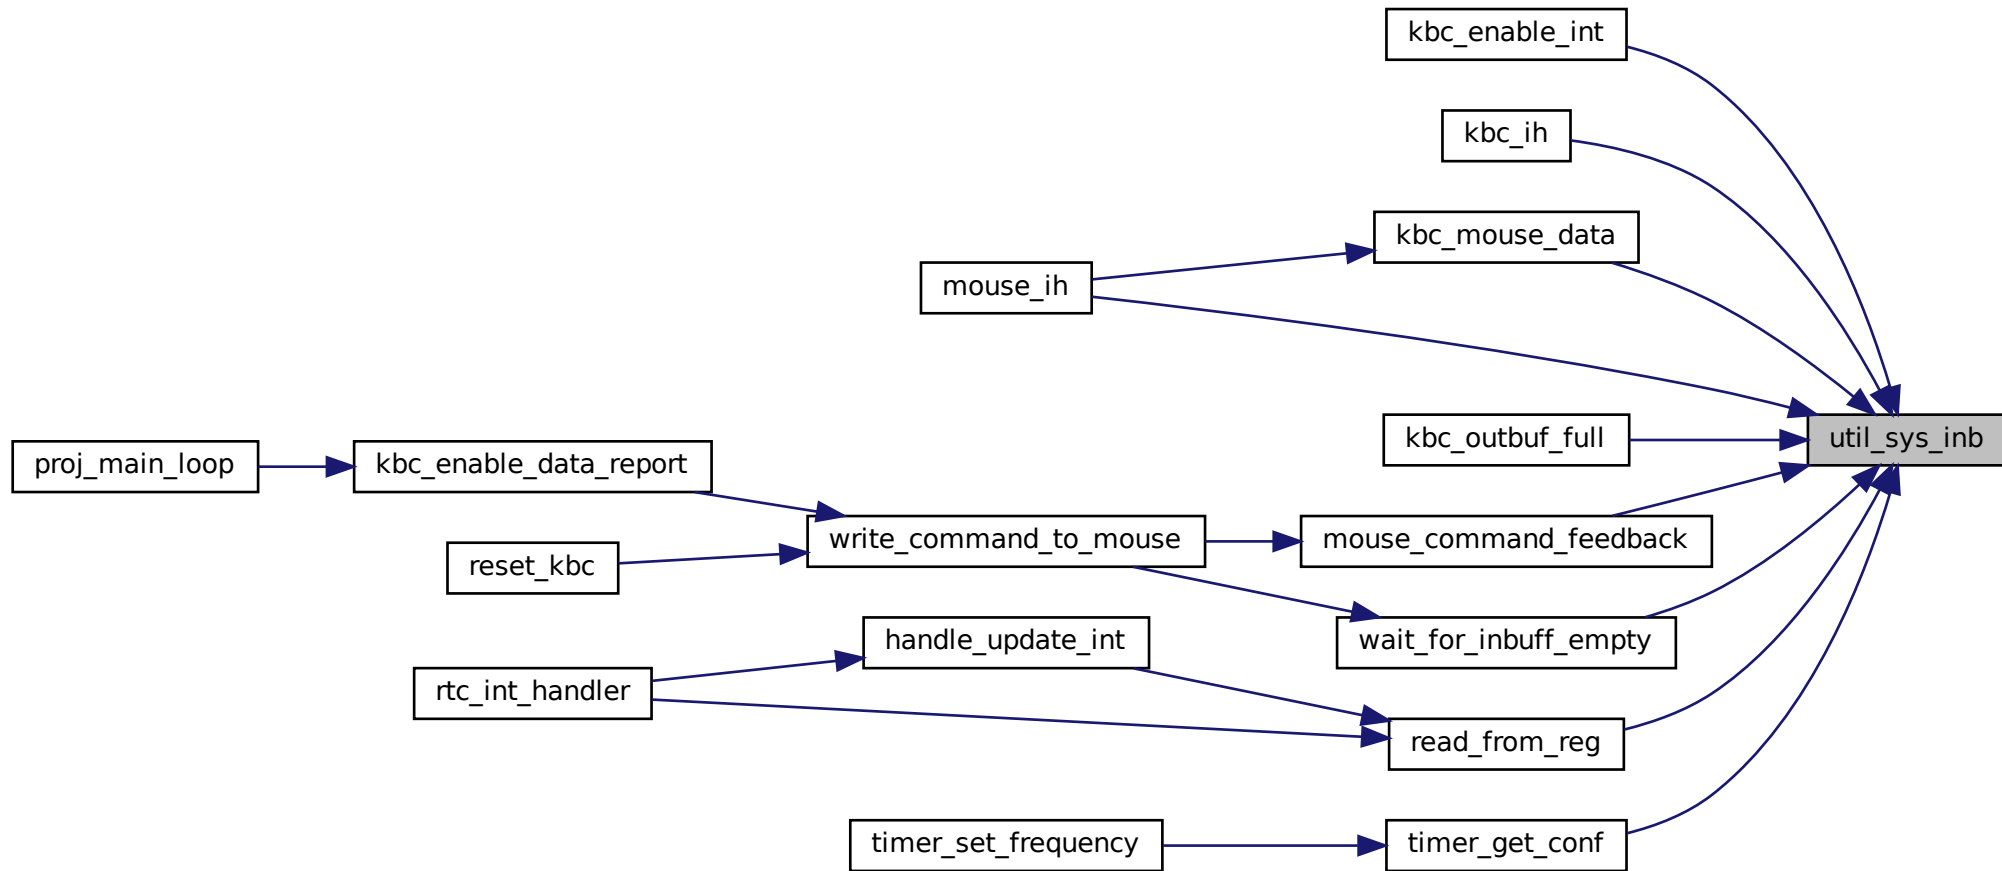 kbc_enable_int
kbc_ih
kbc_mouse_data
mouse_ih
util_sys_inb
kbc_outbuf_full
proj_main_loop
kbc_enable_data_report
write_command_to_mouse
mouse_command_feedback
reset_kbc
handle_update_int
wait_for_inbuff_empty
rtc_int_handler
read_from_reg
timer_set_frequency
timer_get_conf